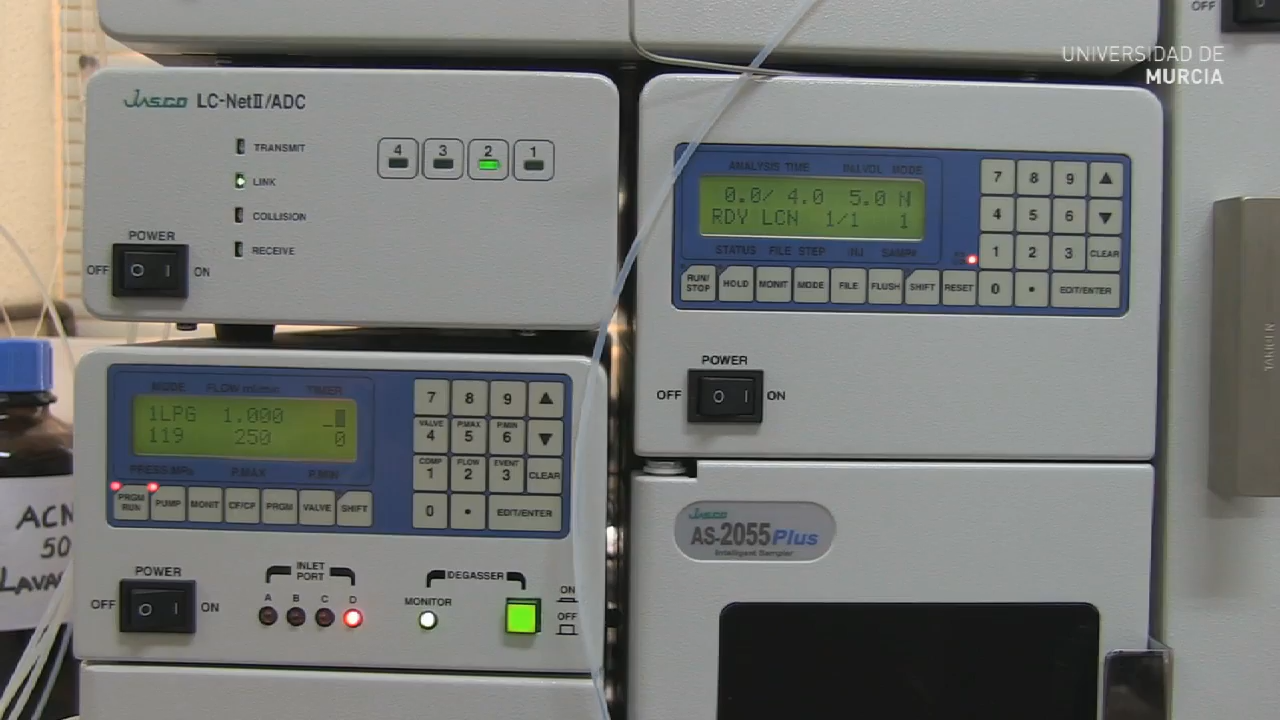 OFF
UNIVERSIDAD DE
MURCIA
Jasco LC-NetII/ADC
TRANSMIT
LINK
COLLISION
RECEIVE
4 3 2 1
POWER
OFF ON
ANALYSIS TIME INJ.VOL MODE
0.0/ 4.0 5.0 N
RDY LCN 1/1 1
STATUS FILE STEP INJ SAMP#
RUN/STOP HOLD MONIT MODE FILE FLUSH SHIFT RESET
7 8 9
4 5 6
1 2 3 CLEAR
0 • EDIT/ENTER
POWER
OFF ON
MODE FLOW ml/min TIMER
1LPG 1.000 _
119 250 0
PRESS:MPa P.MAX P.MIN
PRGM RUN PUMP MONIT CF/CP PRGM VALVE SHIFT
7 8 9
VALVE 4 P.MAX 5 P.MIN 6
COMP 1 FLOW 2 EVENT 3 CLEAR
0 • EDIT/ENTER
POWER
OFF ON
INLET PORT
A B C D
DEGASSER
MONITOR
ON
OFF
Jasco
AS-2055Plus
Intelligent Sampler
ACN
50
LAVA